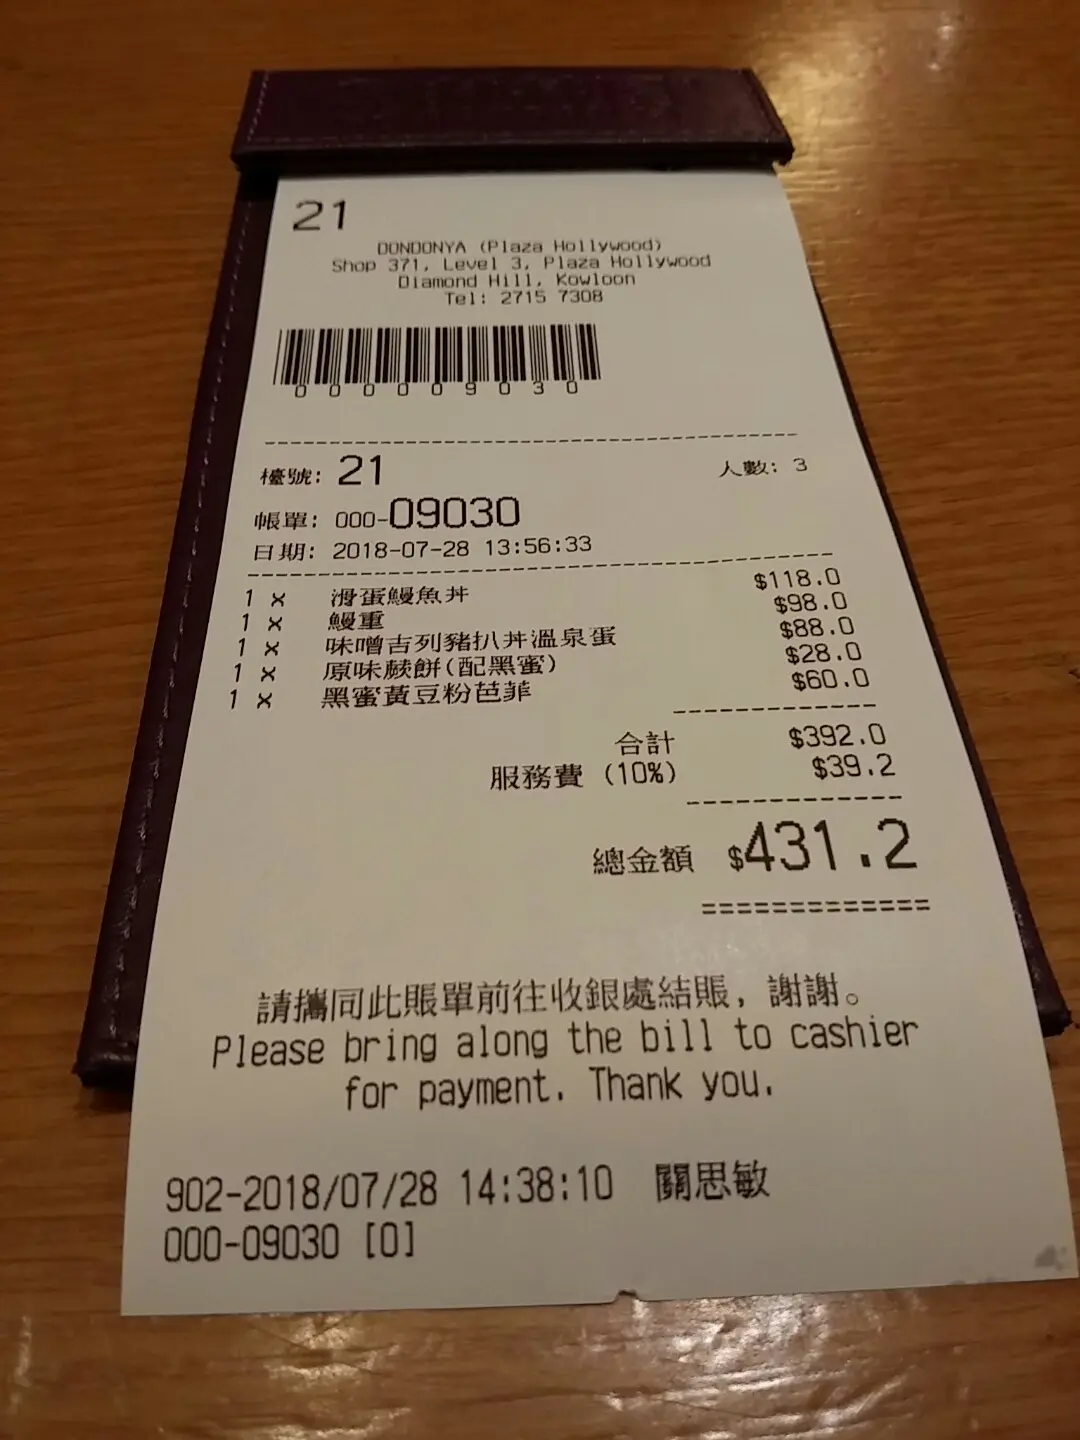 21
DONDONYA (Plaza Hollywood)
Shop 371, Level 3, Plaza Hollywood
Diamond Hill, Kowloon
Tel: 2715 7308
000009030
檯號: 21 人數: 3
帳單: 000-09030
日期: 2018-07-28 13:56:33
1 x 滑蛋鰻魚丼 $118.0
1 x 鰻重 $98.0
1 x 味噌吉列豬扒丼溫泉蛋 $88.0
1 x 原味蕨餅(配黑蜜) $28.0
1 x 黑蜜黃豆粉芭菲 $60.0
合計 $392.0
服務費 (10%) $39.2
總金額 $431.2
請攜同此賬單前往收銀處結賬, 謝謝。
Please bring along the bill to cashier
for payment. Thank you.
902-2018/07/28 14:38:10 關思敏
000-09030 [0]